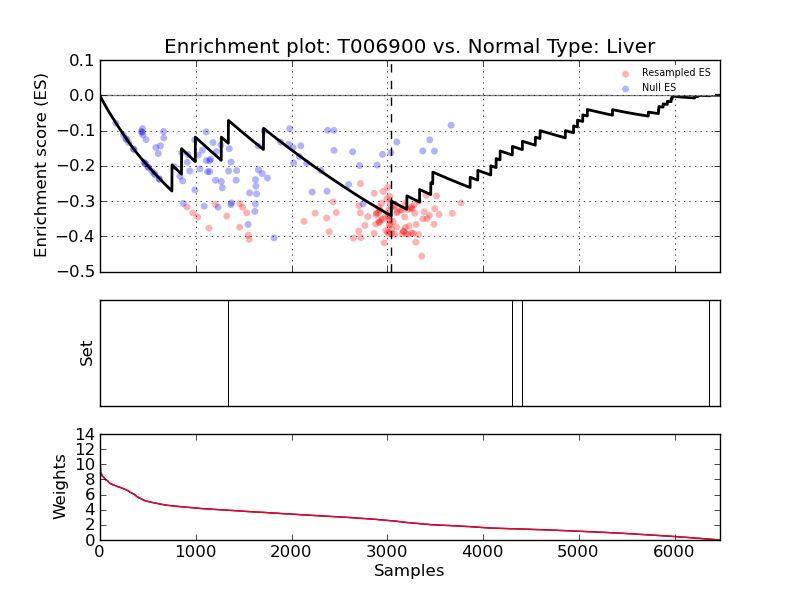 Enrichment plot: T006900 vs. Normal Type: Liver
Enrichment score (ES)
0.1
0.0
−0.1
−0.2
−0.3
−0.4
−0.5
Resampled ES
Null ES
Set
Weights
14
12
10
8
6
4
2
0
0 1000 2000 3000 4000 5000 6000
Samples